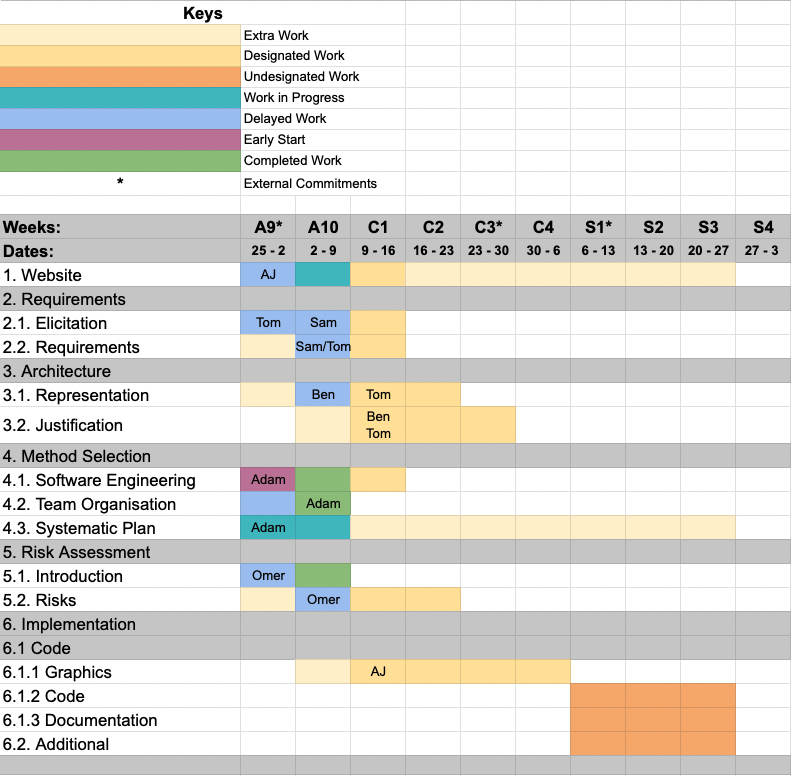 Keys
Extra Work
Designated Work
Undesignated Work
Work in Progress
Delayed Work
Early Start
Completed Work
* External Commitments
Weeks: A9* A10 C1 C2 C3* C4 S1* S2 S3 S4
Dates: 25 - 2 2 - 9 9 - 16 16 - 23 23 - 30 30 - 6 6 - 13 13 - 20 20 - 27 27 - 3
1. Website AJ
2. Requirements
2.1. Elicitation Tom Sam
2.2. Requirements Sam/Tom
3. Architecture
3.1. Representation Ben Tom
3.2. Justification Ben
Tom
4. Method Selection
4.1. Software Engineering Adam
4.2. Team Organisation Adam
4.3. Systematic Plan Adam
5. Risk Assessment
5.1. Introduction Omer
5.2. Risks Omer
6. Implementation
6.1 Code
6.1.1 Graphics AJ
6.1.2 Code
6.1.3 Documentation
6.2. Additional